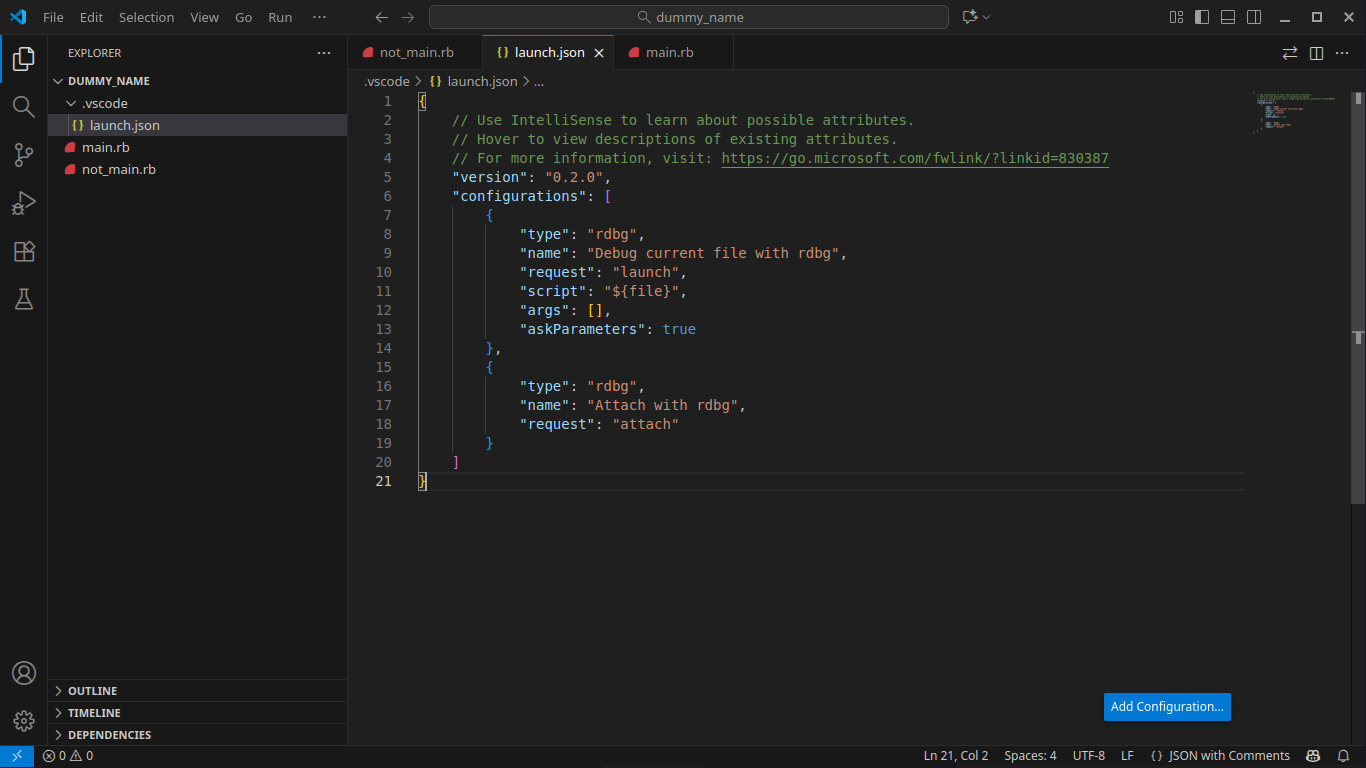 File Edit Selection View Go Run ···
dummy_name
EXPLORER
DUMMY_NAME
.vscode
launch.json
main.rb
not_main.rb
OUTLINE
TIMELINE
DEPENDENCIES
not_main.rb launch.json main.rb
.vscode > {} launch.json > ...
1 {
2 // Use IntelliSense to learn about possible attributes.
3 // Hover to view descriptions of existing attributes.
4 // For more information, visit: https://go.microsoft.com/fwlink/?linkid=830387
5 "version": "0.2.0",
6 "configurations": [
7 {
8 "type": "rdbg",
9 "name": "Debug current file with rdbg",
10 "request": "launch",
11 "script": "${file}",
12 "args": [],
13 "askParameters": true
14 },
15 {
16 "type": "rdbg",
17 "name": "Attach with rdbg",
18 "request": "attach"
19 }
20 ]
21 }
Add Configuration...
0 0 Ln 21, Col 2 Spaces: 4 UTF-8 LF {} JSON with Comments